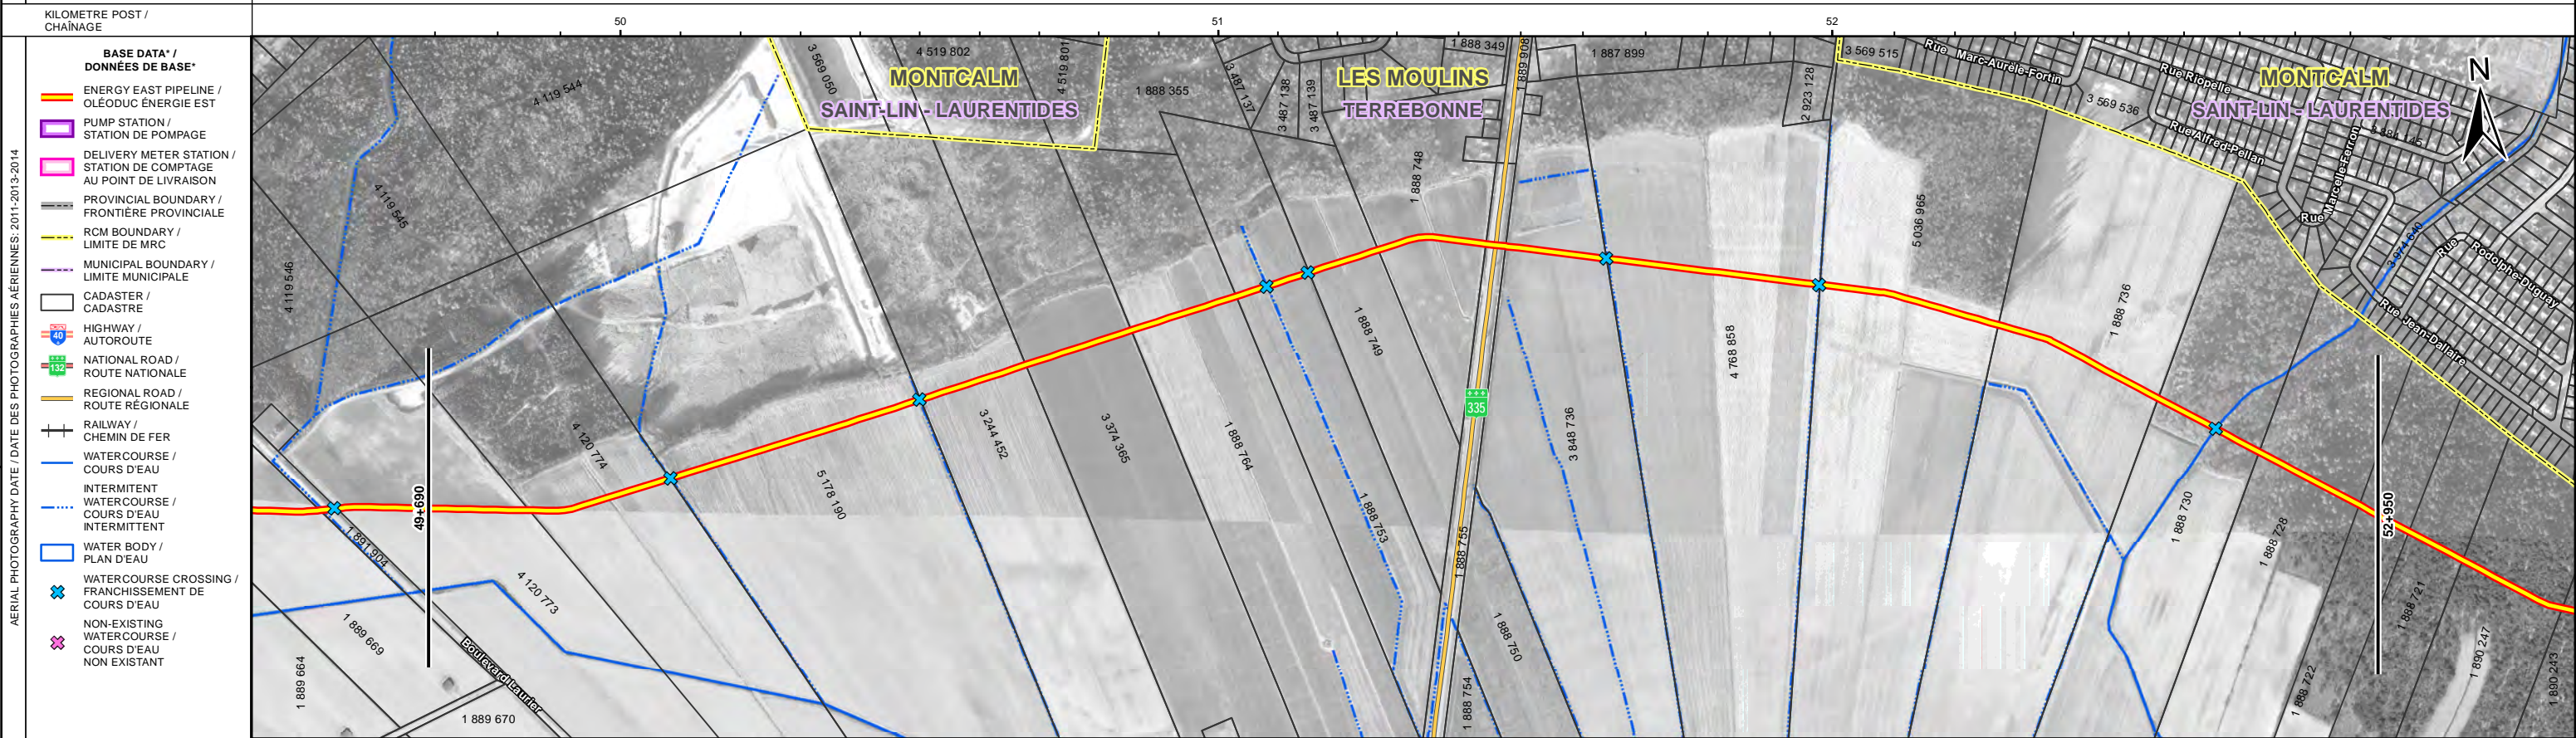 KILOMETRE POST /
CHAÎNAGE
50
51
52
AERIAL PHOTOGRAPHY DATE / DATE DES PHOTOGRAPHIES AÉRIENNES: 2011-2013-2014
BASE DATA* /
DONNÉES DE BASE*
ENERGY EAST PIPELINE /
OLÉODUC ÉNERGIE EST
PUMP STATION /
STATION DE POMPAGE
DELIVERY METER STATION /
STATION DE COMPTAGE
AU POINT DE LIVRAISON
PROVINCIAL BOUNDARY /
FRONTIÈRE PROVINCIALE
RCM BOUNDARY /
LIMITE DE MRC
MUNICIPAL BOUNDARY /
LIMITE MUNICIPALE
CADASTER /
CADASTRE
40
HIGHWAY /
AUTOROUTE
132
NATIONAL ROAD /
ROUTE NATIONALE
REGIONAL ROAD /
ROUTE RÉGIONALE
RAILWAY /
CHEMIN DE FER
WATERCOURSE /
COURS D'EAU
INTERMITENT
WATERCOURSE /
COURS D'EAU
INTERMITTENT
WATER BODY /
PLAN D'EAU
WATERCOURSE CROSSING /
FRANCHISSEMENT DE
COURS D'EAU
NON-EXISTING
WATERCOURSE /
COURS D'EAU
NON EXISTANT
4 119 544
4 119 545
4 119 546
3 569 050
4 519 802
4 519 801
MONTCALM
SAINT-LIN - LAURENTIDES
1 888 355
3 487 137
3 487 138
3 487 139
LES MOULINS
TERREBONNE
1 888 349
1 889 908
1 887 899
1 888 748
2 923 128
3 569 515
Rue Marc-Aurèle-Fortin
Rue Riopelle
MONTCALM
SAINT-LIN - LAURENTIDES
N
3 569 536
Rue Alfred-Pellan
Rue Marcelle-Ferron
3 974 640
Rue Rodolphe-Duguay
Rue Jean-Dallaire
5 036 965
1 888 736
4 768 858
1 888 749
335
3 848 736
49+690
4 120 774
5 178 190
3 244 452
3 374 365
1 888 764
1 888 753
1 888 755
1 888 730
1 888 728
52+950
1 891 904
4 120 773
1 889 669
1 889 664
Boulevard Laurier
1 889 670
1 888 750
1 888 754
1 888 721
1 888 722
1 890 247
1 890 243